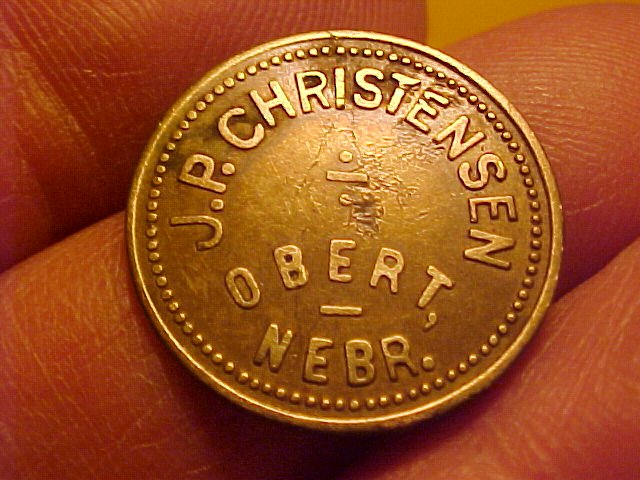 J.P. CHRISTENSEN
OBERT,
NEBR.